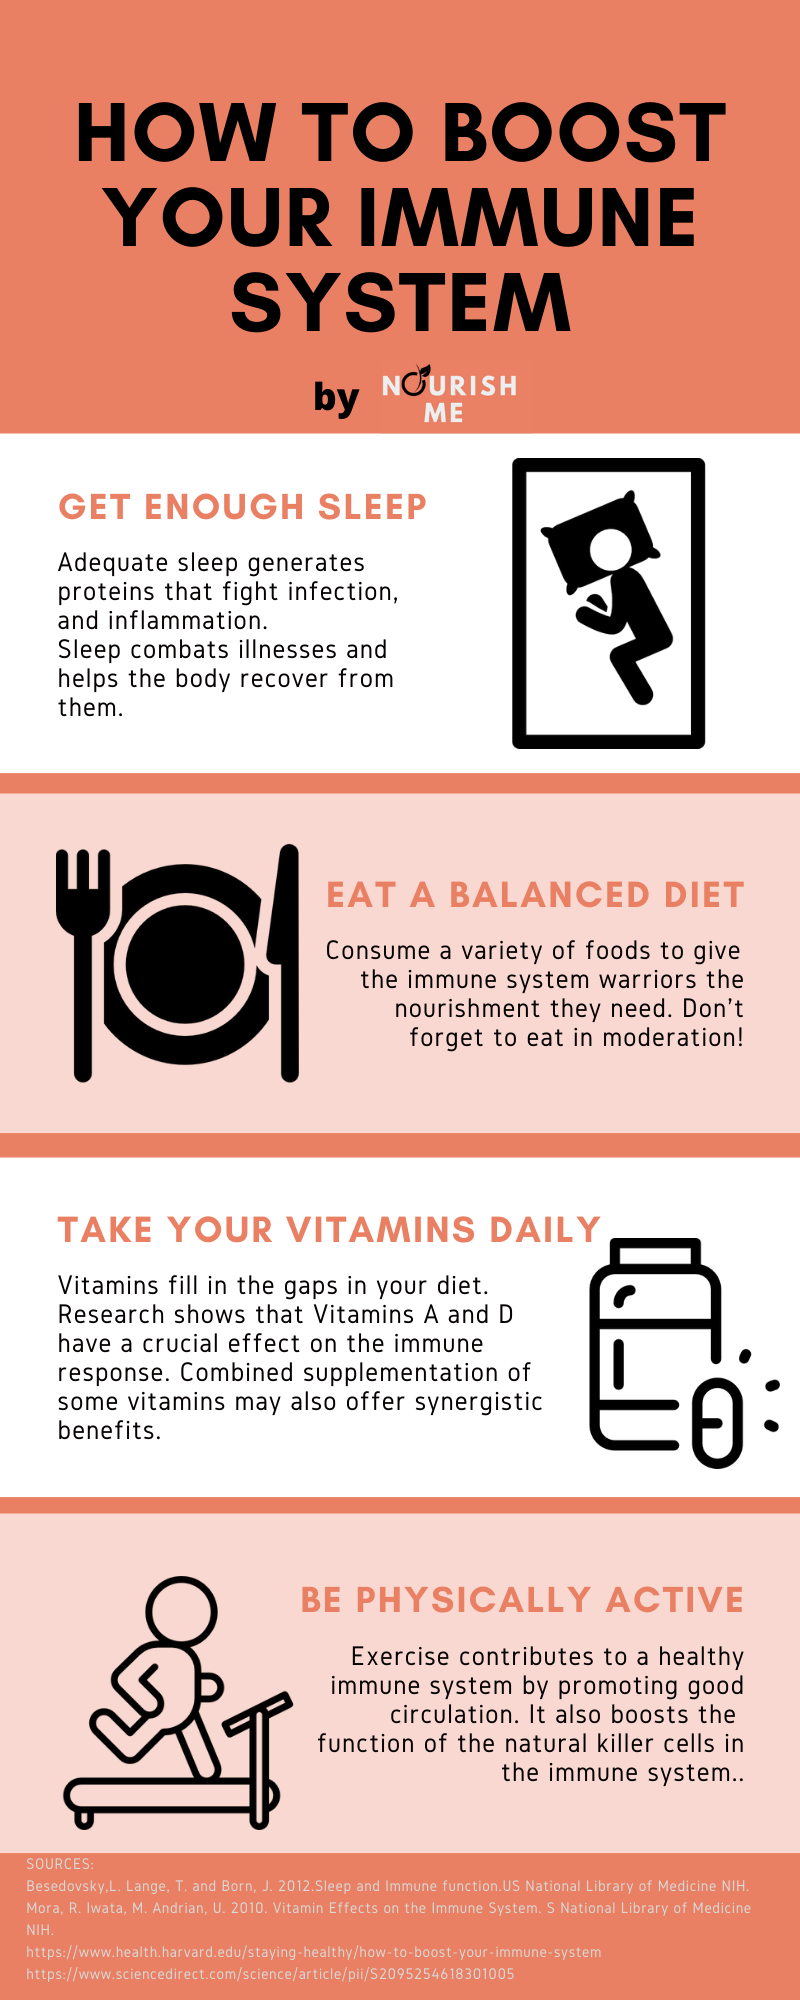 HOW TO BOOST
YOUR IMMUNE
SYSTEM
by NOURISH
ME
GET ENOUGH SLEEP
Adequate sleep generates
proteins that fight infection,
and inflammation.
Sleep combats illnesses and
helps the body recover from
them.
EAT A BALANCED DIET
Consume a variety of foods to give
the immune system warriors the
nourishment they need. Don’t
forget to eat in moderation!
TAKE YOUR VITAMINS DAILY
Vitamins fill in the gaps in your diet.
Research shows that Vitamins A and D
have a crucial effect on the immune
response. Combined supplementation of
some vitamins may also offer synergistic
benefits.
BE PHYSICALLY ACTIVE
Exercise contributes to a healthy
immune system by promoting good
circulation. It also boosts the
function of the natural killer cells in
the immune system..
SOURCES:
Besedovsky,L. Lange, T. and Born, J. 2012.Sleep and Immune function.US National Library of Medicine NIH.
Mora, R. Iwata, M. Andrian, U. 2010. Vitamin Effects on the Immune System. S National Library of Medicine
NIH.
https://www.health.harvard.edu/staying-healthy/how-to-boost-your-immune-system
https://www.sciencedirect.com/science/article/pii/S2095254618301005